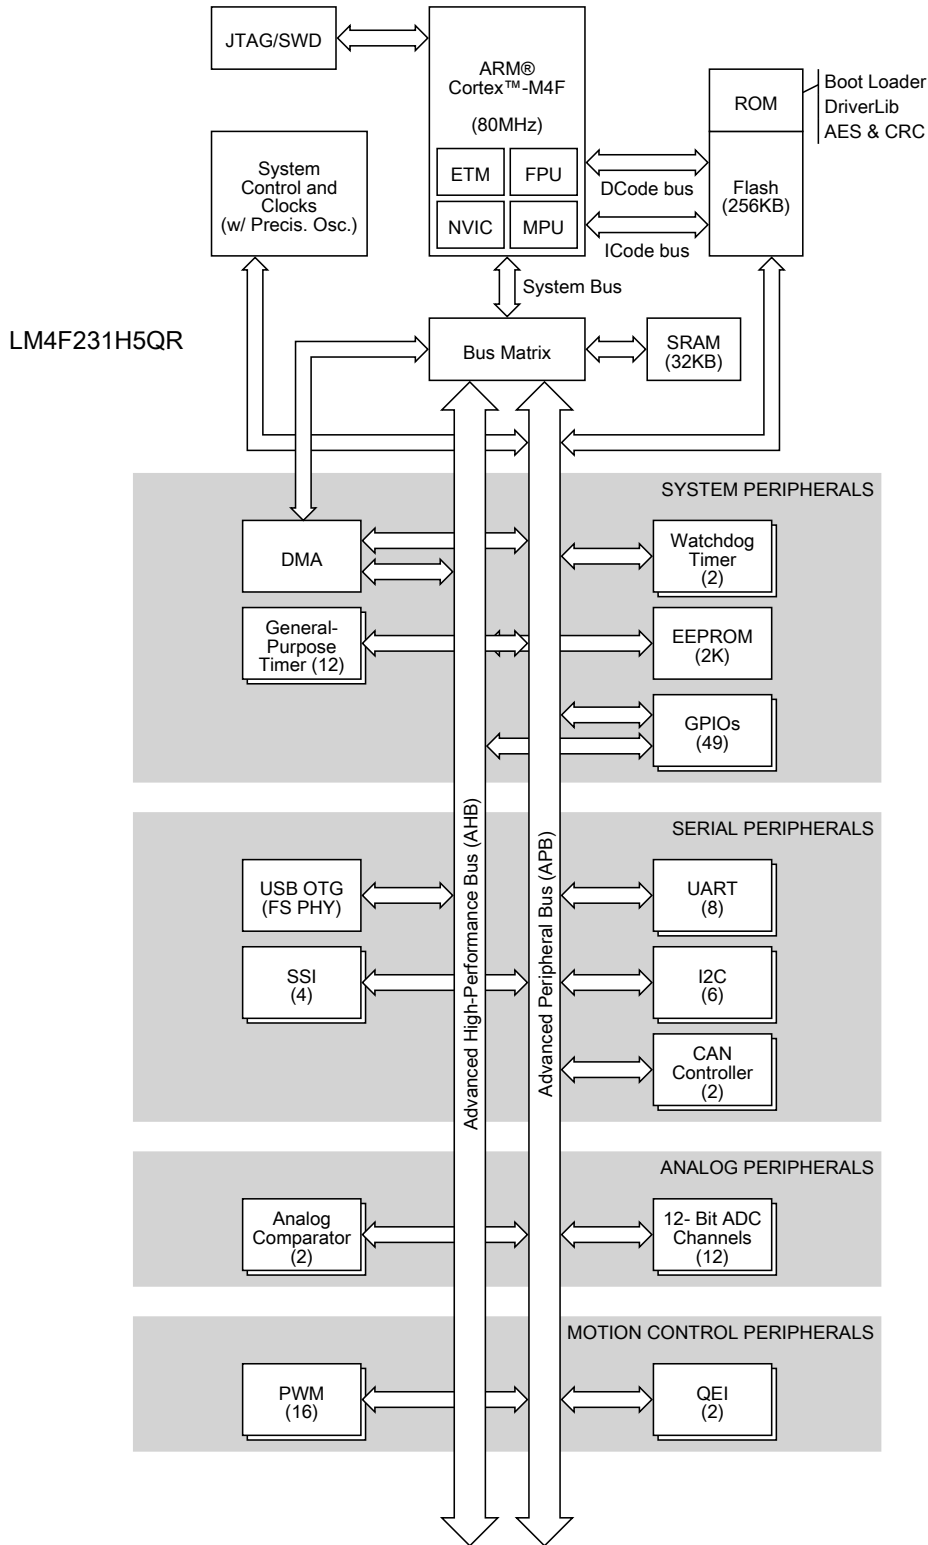 JTAG/SWD
ARM®
Cortex™-M4F
(80MHz)
ETM
FPU
NVIC
MPU
ROM
Boot Loader
DriverLib
AES & CRC
Flash
(256KB)
DCode bus
ICode bus
System
Control and
Clocks
(w/ Precis. Osc.)
System Bus
LM4F231H5QR
Bus Matrix
SRAM
(32KB)
SYSTEM PERIPHERALS
DMA
Watchdog
Timer
(2)
General-
Purpose
Timer (12)
EEPROM
(2K)
GPIOs
(49)
Advanced High-Performance Bus (AHB)
Advanced Peripheral Bus (APB)
SERIAL PERIPHERALS
USB OTG
(FS PHY)
UART
(8)
SSI
(4)
I2C
(6)
CAN
Controller
(2)
ANALOG PERIPHERALS
Analog
Comparator
(2)
12- Bit ADC
Channels
(12)
MOTION CONTROL PERIPHERALS
PWM
(16)
QEI
(2)